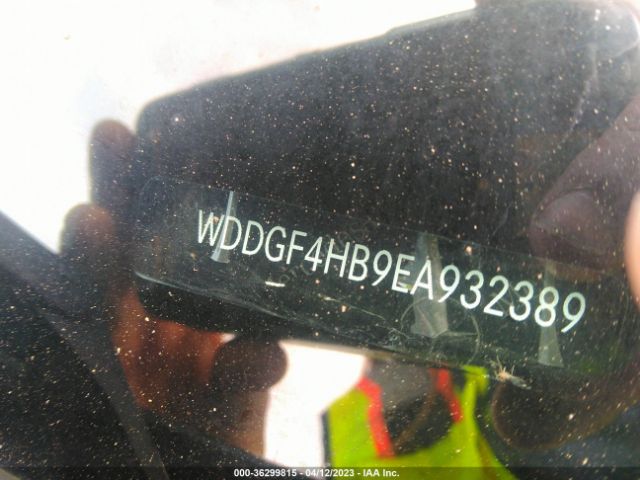 WDDGF4HB9EA932389
000-36299815 - 04/12/2023 - IAA Inc.